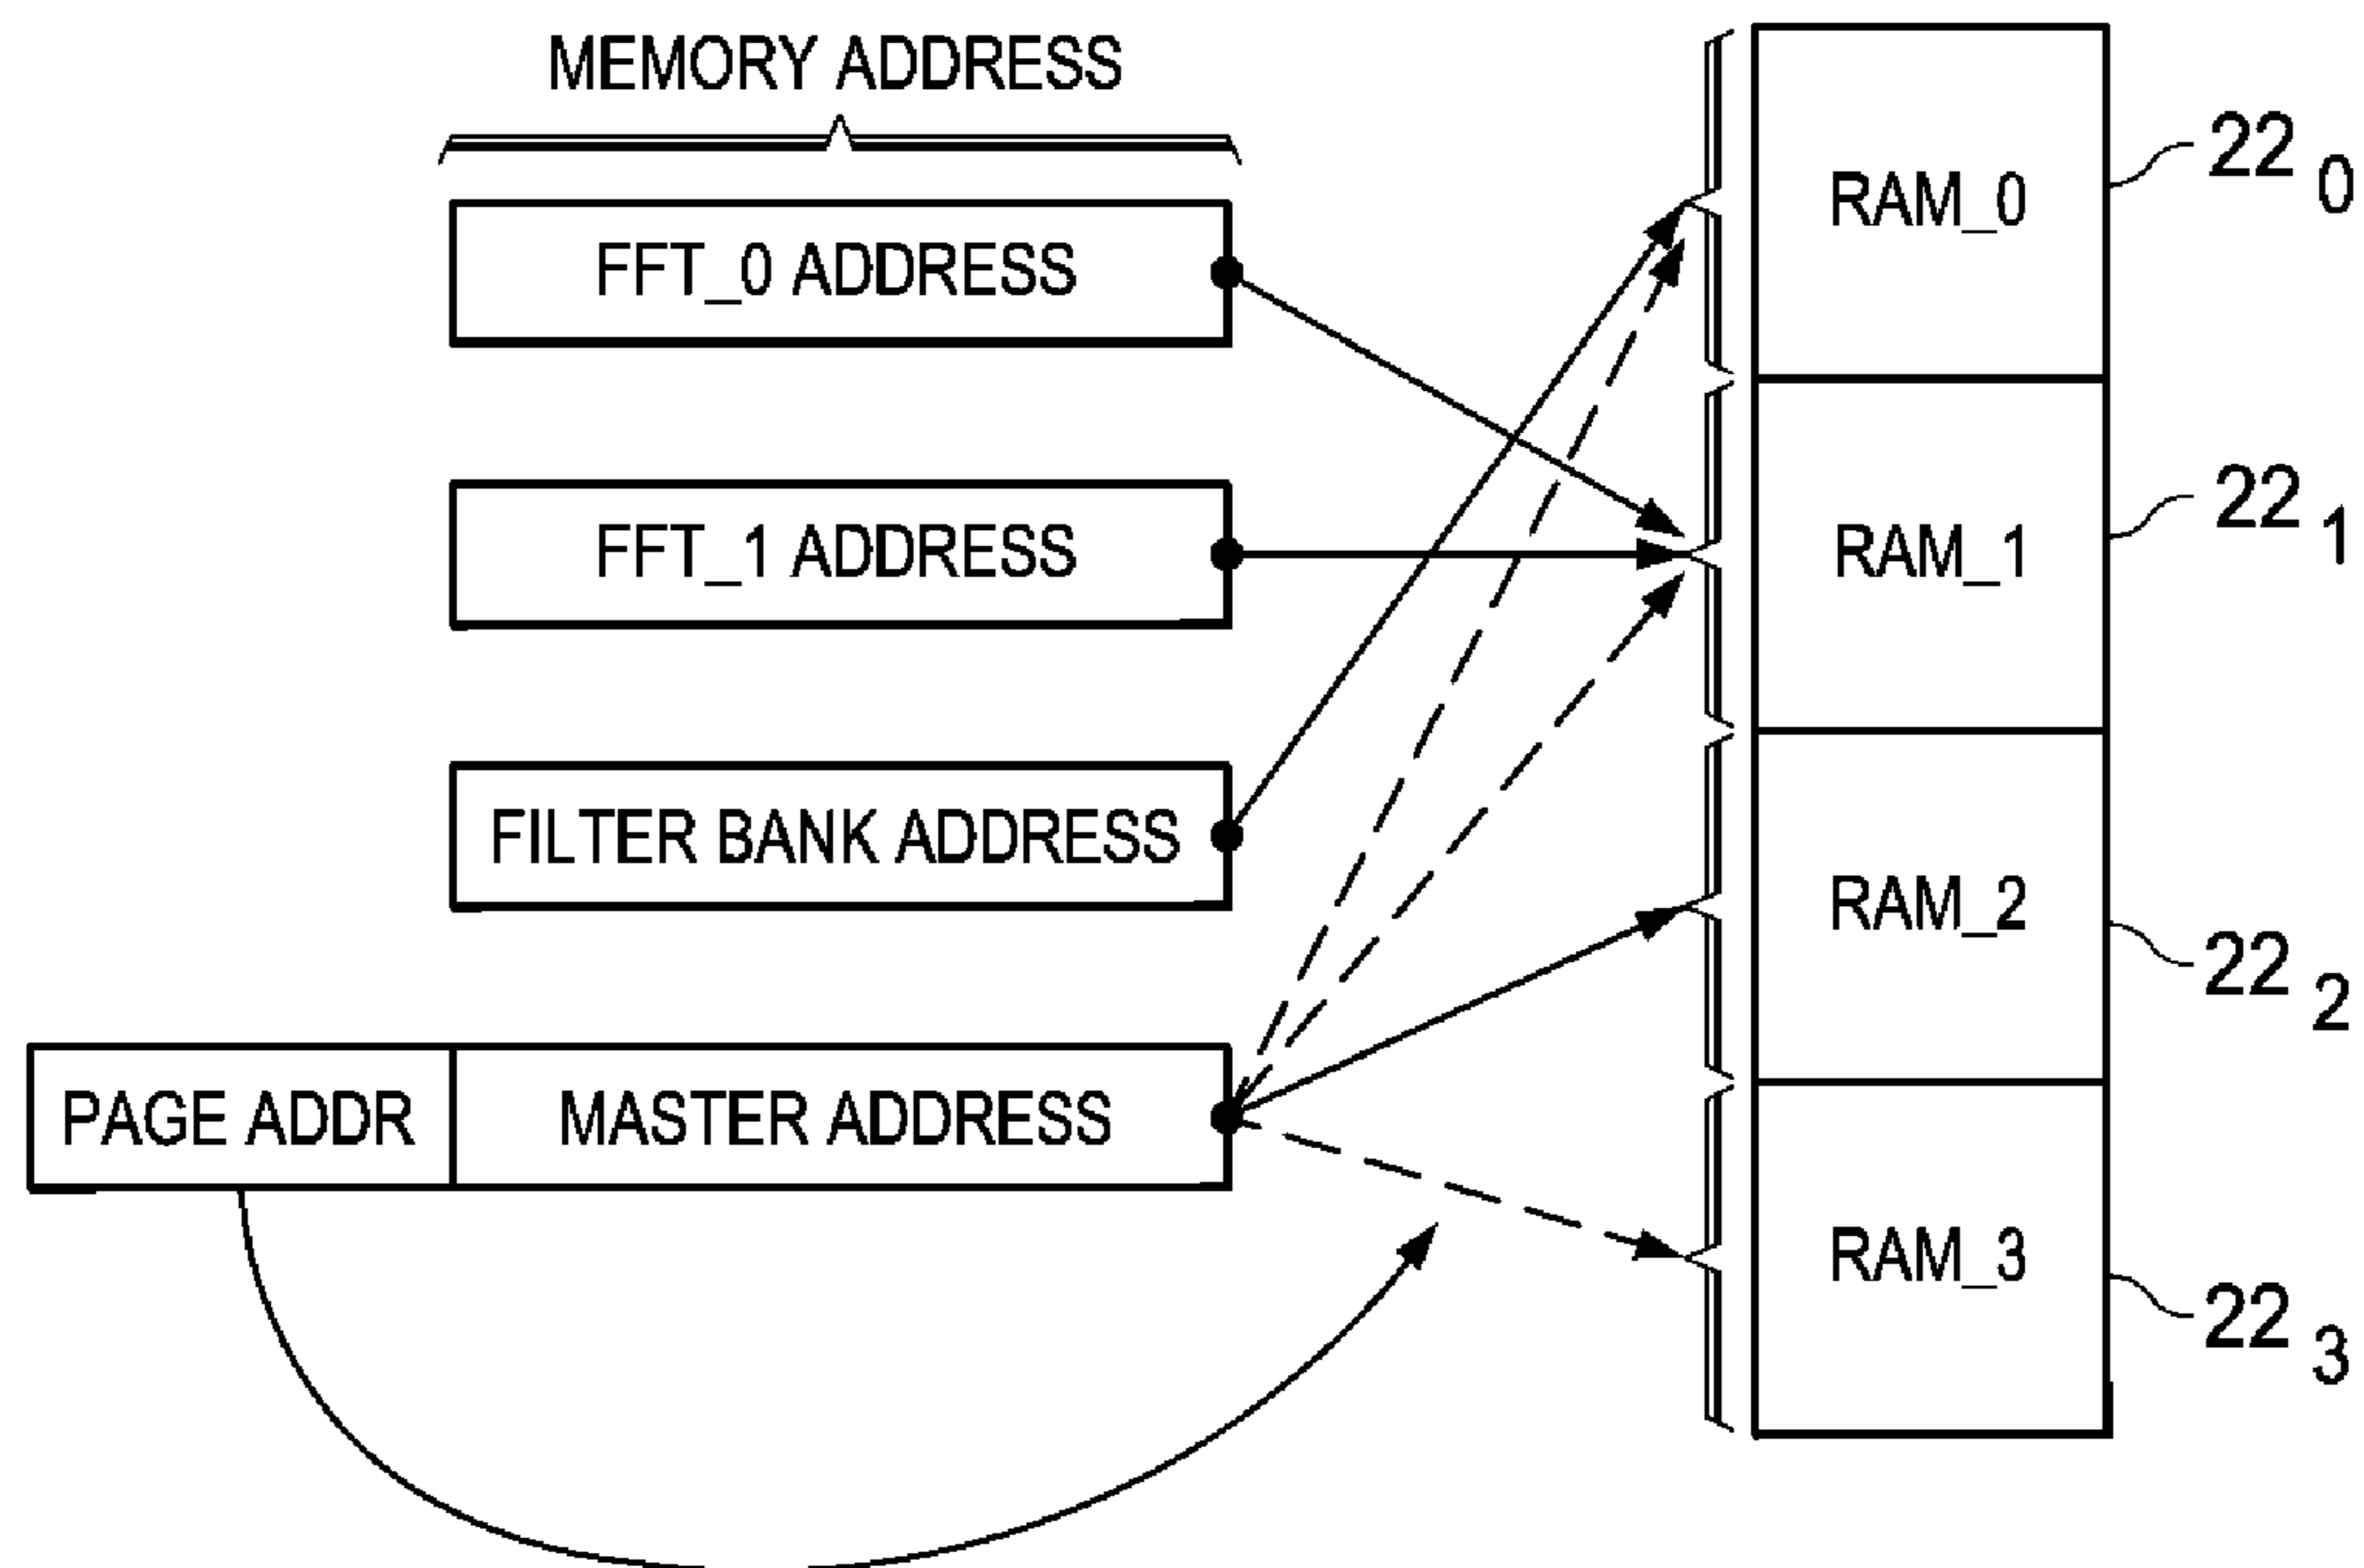 MEMORY ADDRESS
FFT_0 ADDRESS
FFT_1 ADDRESS
FILTER BANK ADDRESS
PAGE ADDR
MASTER ADDRESS
RAM_0
22 0
RAM_1
22 1
RAM_2
22 2
RAM_3
22 3